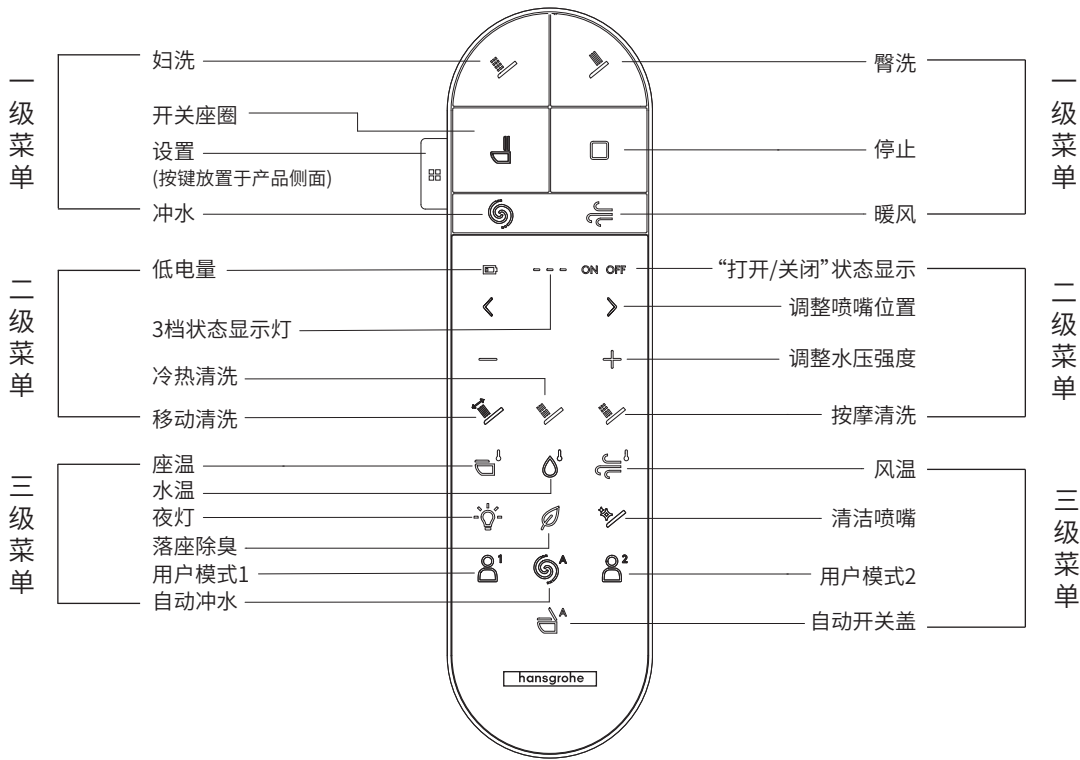 一级菜单
妇洗
开关座圈
设置
(按键放置于产品侧面)
冲水
臀洗
停止
暖风
一级菜单
二级菜单
低电量
3档状态显示灯
冷热清洗
移动清洗
ON OFF
“打开/关闭”状态显示
调整喷嘴位置
调整水压强度
按摩清洗
二级菜单
三级菜单
座温
水温
夜灯
落座除臭
用户模式1
自动冲水
1
A
2
A
风温
清洁喷嘴
用户模式2
自动开关盖
三级菜单
hansgrohe